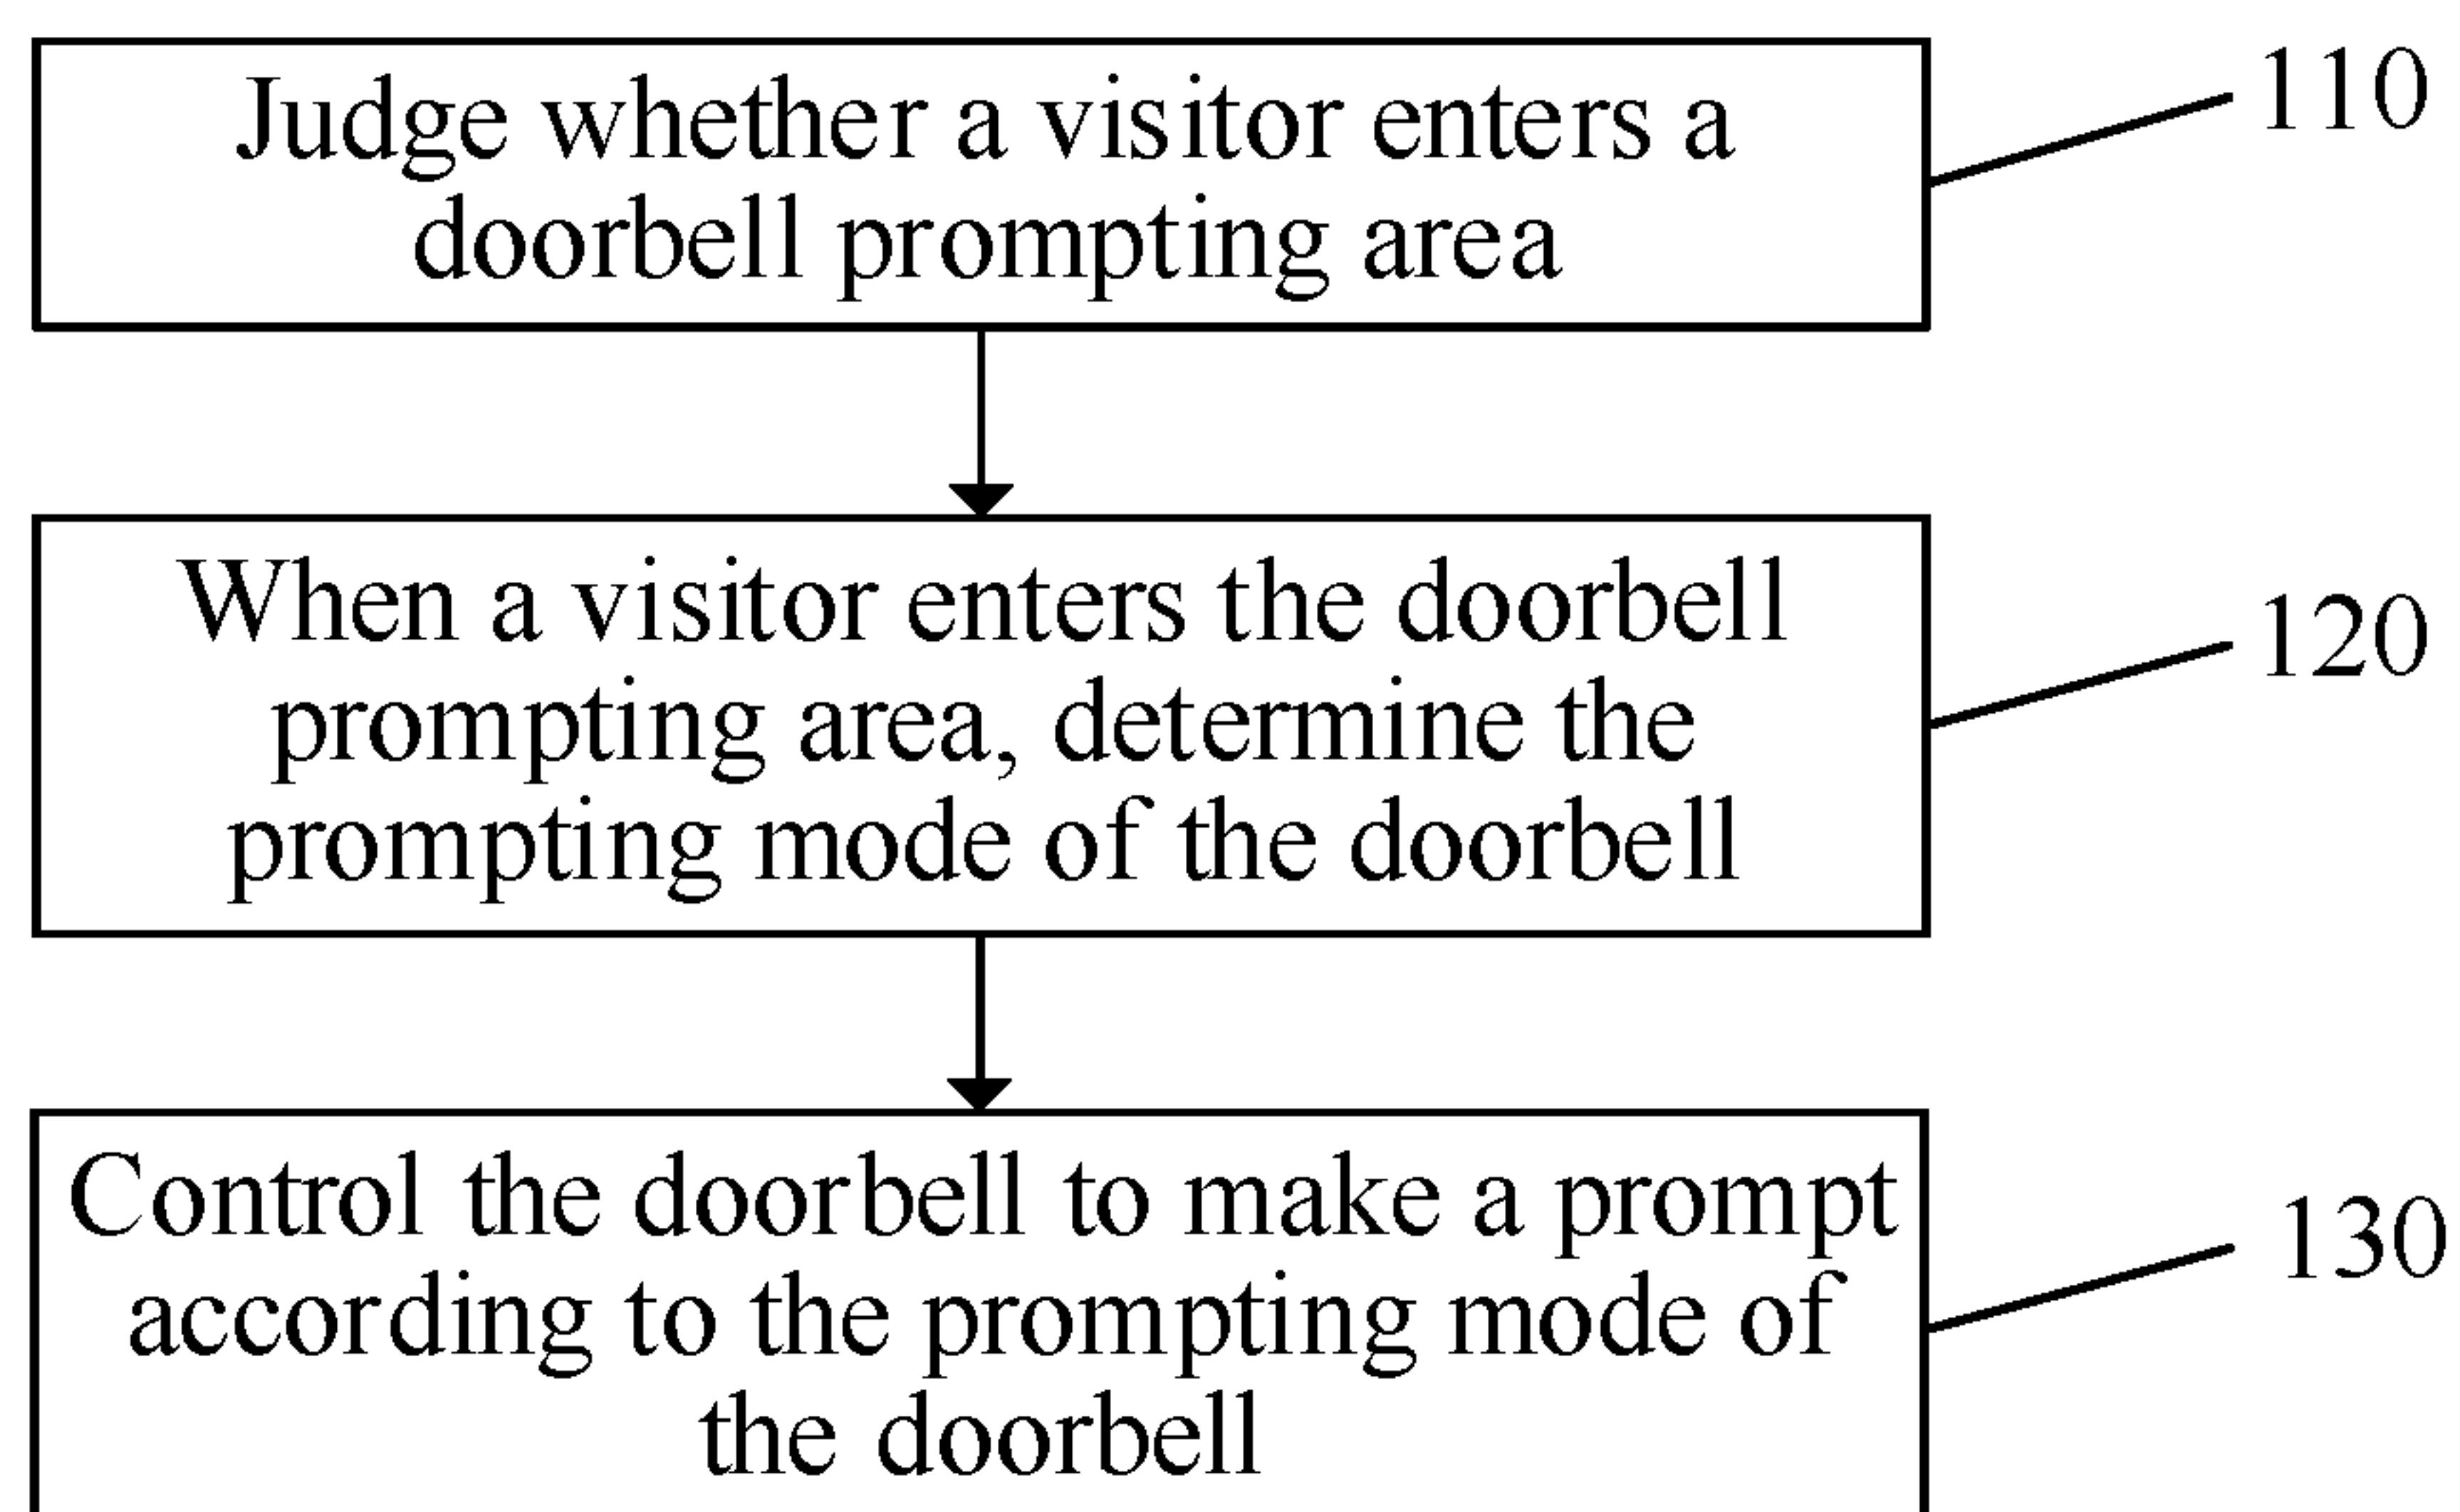 Judge whether a visitor enters a
doorbell prompting area
110
When a visitor enters the doorbell
prompting area, determine the
prompting mode of the doorbell
120
Control the doorbell to make a prompt
according to the prompting mode of
the doorbell
130